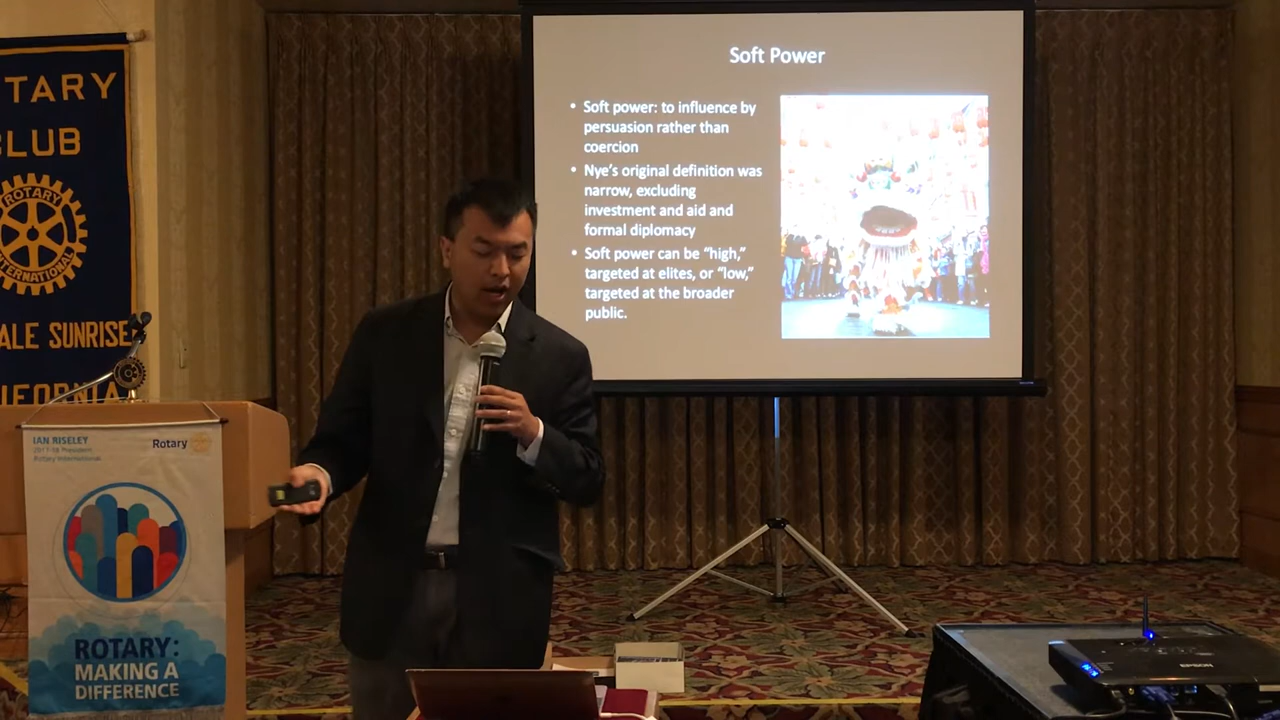 TARY
CLUB
ROTARY
INTERNATIONAL
ALE SUNRISE
IFORNIA
IAN RISELEY
2017-18 President
Rotary International
Rotary
ROTARY:
MAKING A
DIFFERENCE
Soft Power
• Soft power: to influence by
persuasion rather than
coercion
• Nye's original definition was
narrow, excluding
investment and aid and
formal diplomacy
• Soft power can be "high,"
targeted at elites, or "low,"
targeted at the broader
public.
EPSON